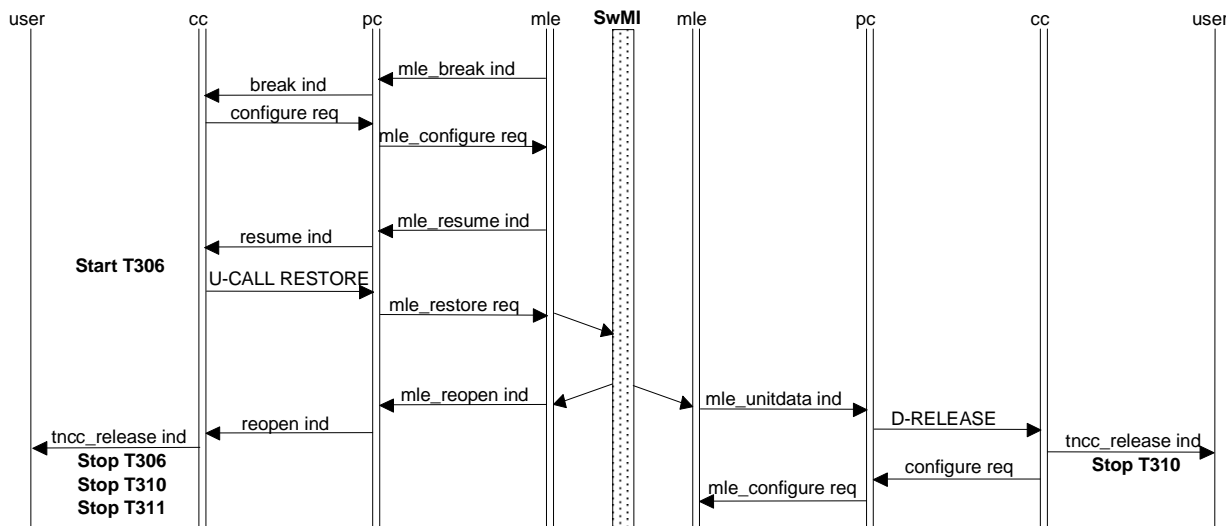 user cc pc mle SwMI mle pc cc user
mle_break ind
break ind
configure req
mle_configure req
mle_resume ind
resume ind
Start T306
U-CALL RESTORE
mle_restore req
mle_reopen ind
mle_unitdata ind
reopen ind
D-RELEASE
tncc_release ind
tncc_release ind
Stop T306
Stop T310
configure req
Stop T310
mle_configure req
Stop T311